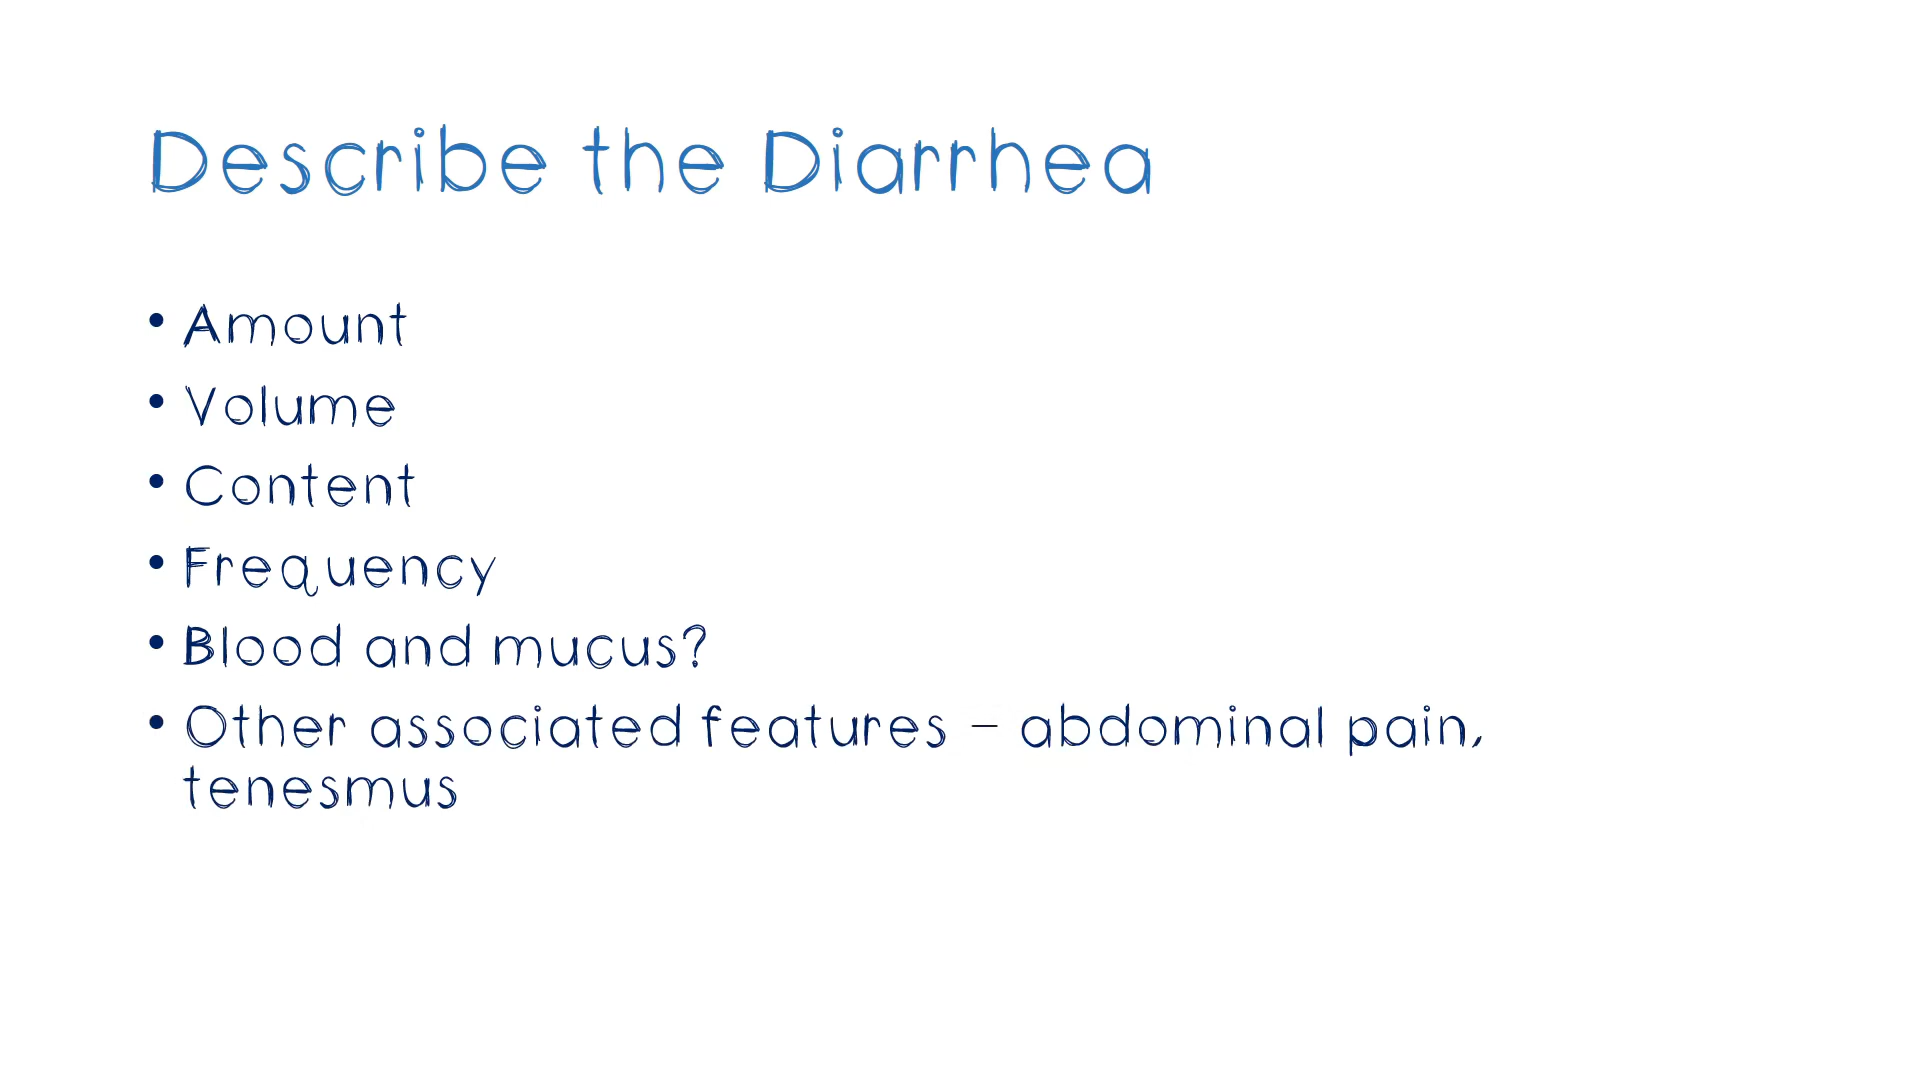 Describe the Diarrhea
• Amount
• Volume
• Content
• Frequency
• Blood and mucus?
• Other associated features – abdominal pain,
tenesmus